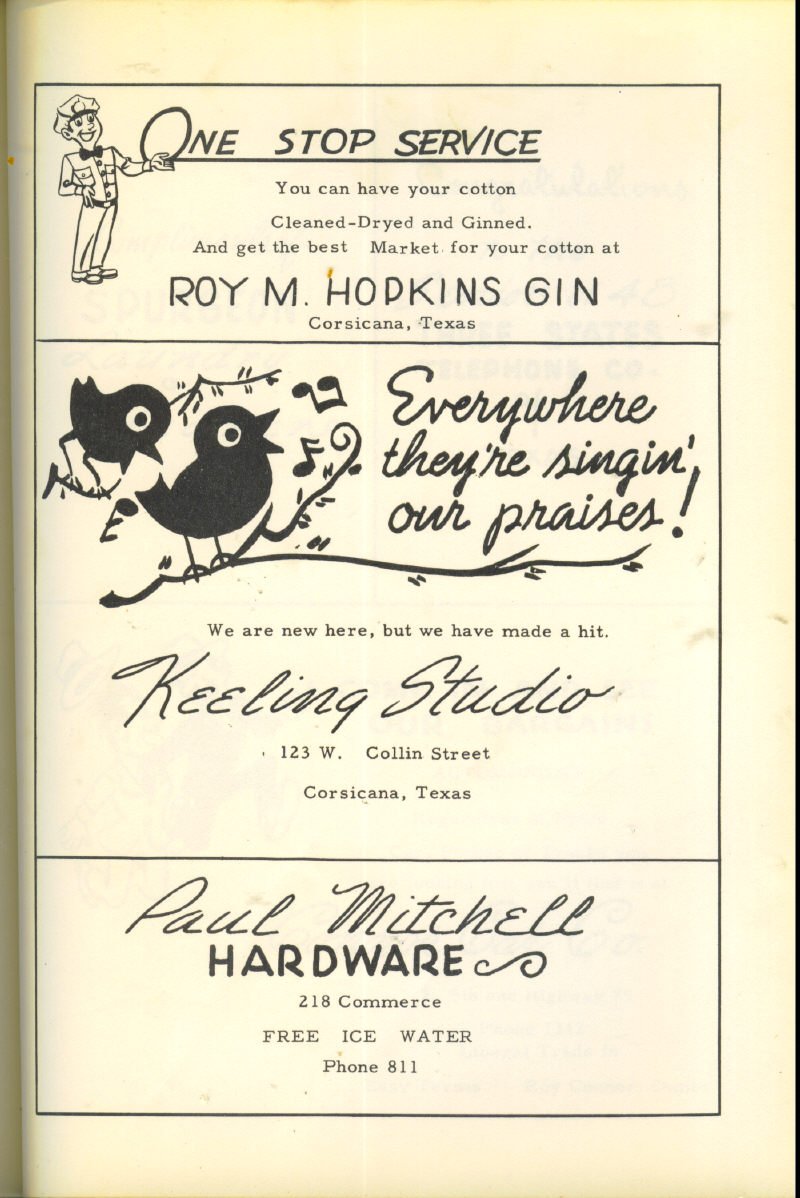 ONE STOP SERVICE
You can have your cotton
Cleaned-Dryed and Ginned.
And get the best Market for your cotton at
ROY M. HOPKINS GIN
Corsicana, Texas
Everywhere
they're singin'
our praises!
We are new here, but we have made a hit.
Keeling Studio
123 W. Collin Street
Corsicana, Texas
Paul Mitchell
HARDWARE
218 Commerce
FREE ICE WATER
Phone 811